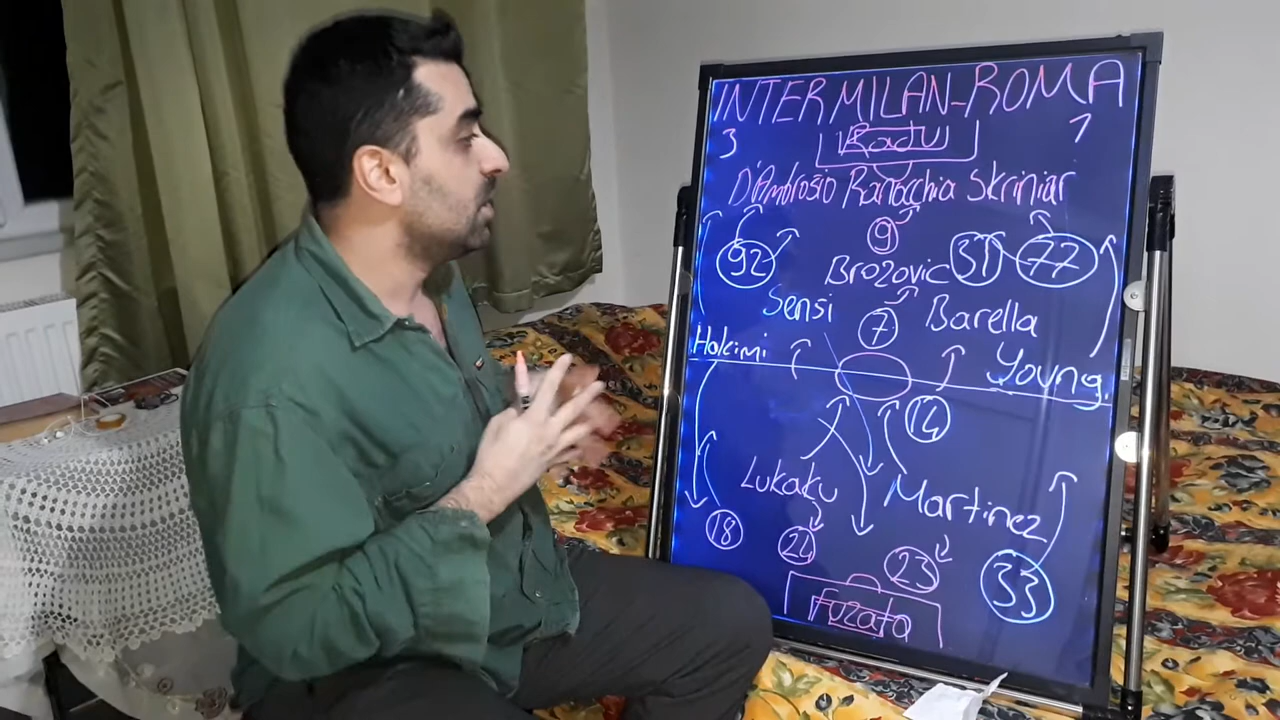 INTER MILAN-ROMA
3 1
Radu
D'Ambrosio Ranocchia Skriniar
9
92 31 77
Brozovic
Sensi 7 Barella
Hakimi Young
14
Lukaku Martinez
18 24 23 33
Fuzato